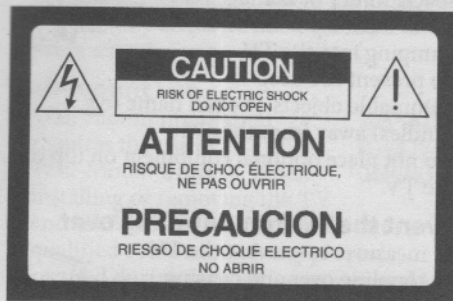 CAUTION
RISK OF ELECTRIC SHOCK
DO NOT OPEN
ATTENTION
RISQUE DE CHOC ÉLECTRIQUE,
NE PAS OUVRIR
PRECAUCION
RIESGO DE CHOQUE ELECTRICO
NO ABRIR